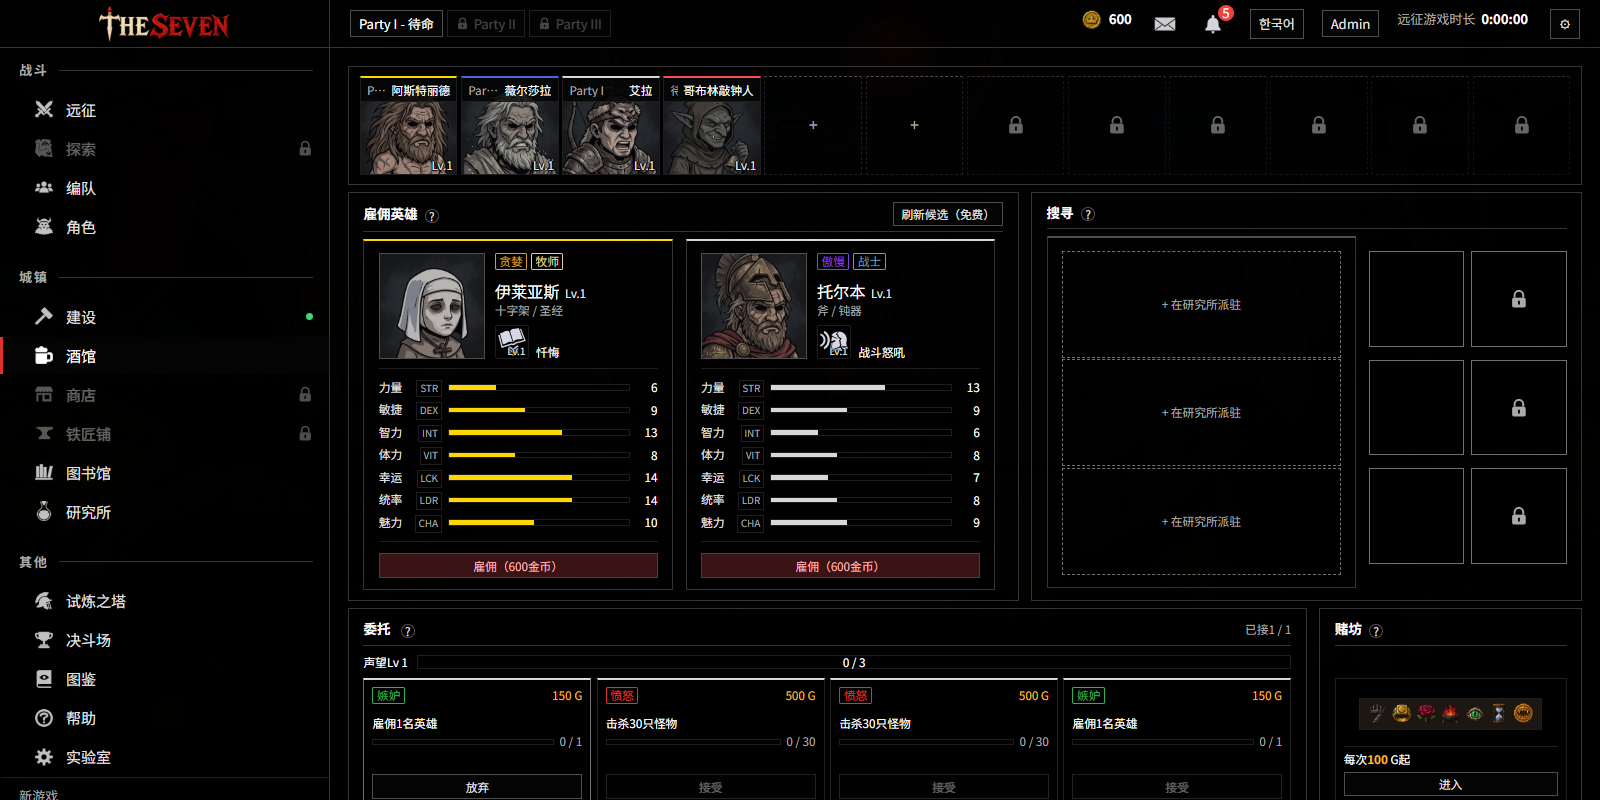 THE SEVEN
Party I - 待命
Party II
Party III
600
5
한국어
Admin
远征游戏时长 0:00:00
战斗
远征
探索
编队
角色
城镇
建设
酒馆
商店
铁匠铺
图书馆
研究所
其他
试炼之塔
决斗场
图鉴
帮助
实验室
新游戏
P··· 阿斯特丽德
Lv.1
Par··· 薇尔莎拉
Lv.1
Party I 艾拉
Lv.1
哥布林敲钟人
Lv.1
+
+
雇佣英雄 ?
刷新候选（免费）
贪婪 牧师
伊莱亚斯 Lv.1
十字架 / 圣经
Lv.1 忏悔
力量 STR 6
敏捷 DEX 9
智力 INT 13
体力 VIT 8
幸运 LCK 14
统率 LDR 14
魅力 CHA 10
雇佣（600金币）
傲慢 战士
托尔本 Lv.1
斧 / 钝器
Lv.1 战斗怒吼
力量 STR 13
敏捷 DEX 9
智力 INT 6
体力 VIT 8
幸运 LCK 7
统率 LDR 8
魅力 CHA 9
雇佣（600金币）
搜寻 ?
+ 在研究所派驻
+ 在研究所派驻
+ 在研究所派驻
委托 ?
已接1 / 1
声望Lv 1
0 / 3
嫉妒 150 G
雇佣1名英雄
0 / 1
放弃
愤怒 500 G
击杀30只怪物
0 / 30
接受
愤怒 500 G
击杀30只怪物
0 / 30
接受
嫉妒 150 G
雇佣1名英雄
0 / 1
接受
赌坊 ?
每次100 G起
进入